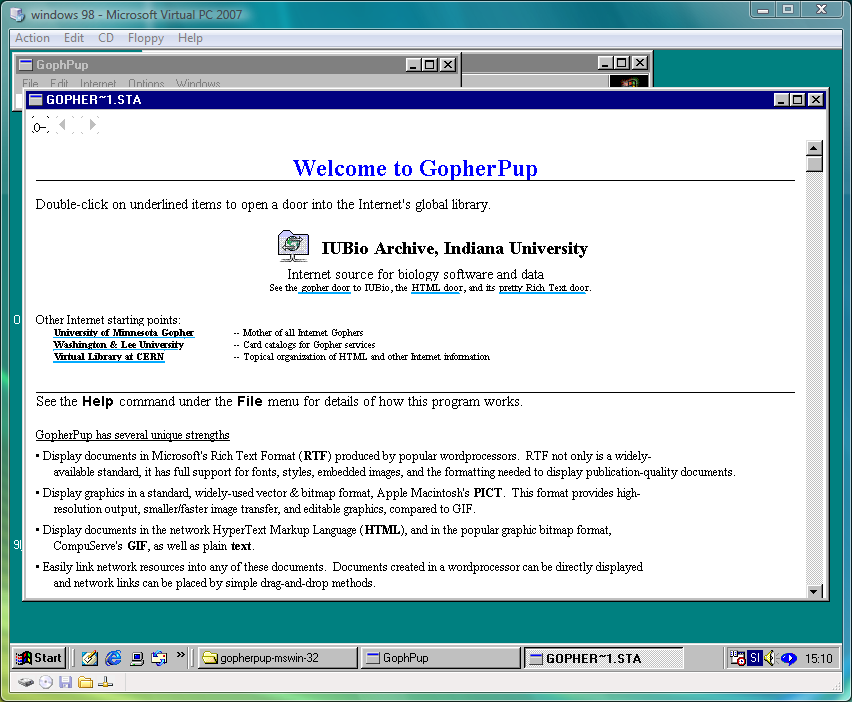 windows 98 - Microsoft Virtual PC 2007
Action Edit CD Floppy Help
GophPup
File Edit Internet Options Windows
GOPHER~1.STA
Welcome to GopherPup
Double-click on underlined items to open a door into the Internet's global library.
IUBio Archive, Indiana University
Internet source for biology software and data
See the gopher door to IUBio, the HTML door, and its pretty Rich Text door.
Other Internet starting points:
University of Minnesota Gopher -- Mother of all Internet Gophers
Washington & Lee University -- Card catalogs for Gopher services
Virtual Library at CERN -- Topical organization of HTML and other Internet information
See the Help command under the File menu for details of how this program works.
GopherPup has several unique strengths
• Display documents in Microsoft's Rich Text Format (RTF) produced by popular wordprocessors. RTF not only is a widely-
available standard, it has full support for fonts, styles, embedded images, and the formatting needed to display publication-quality documents.
• Display graphics in a standard, widely-used vector & bitmap format, Apple Macintosh's PICT. This format provides high-
resolution output, smaller/faster image transfer, and editable graphics, compared to GIF.
• Display documents in the network HyperText Markup Language (HTML), and in the popular graphic bitmap format,
CompuServe's GIF, as well as plain text.
• Easily link network resources into any of these documents. Documents created in a wordprocessor can be directly displayed
and network links can be placed by simple drag-and-drop methods.
Start » gopherpup-mswin-32 GophPup GOPHER~1.STA SI 15:10